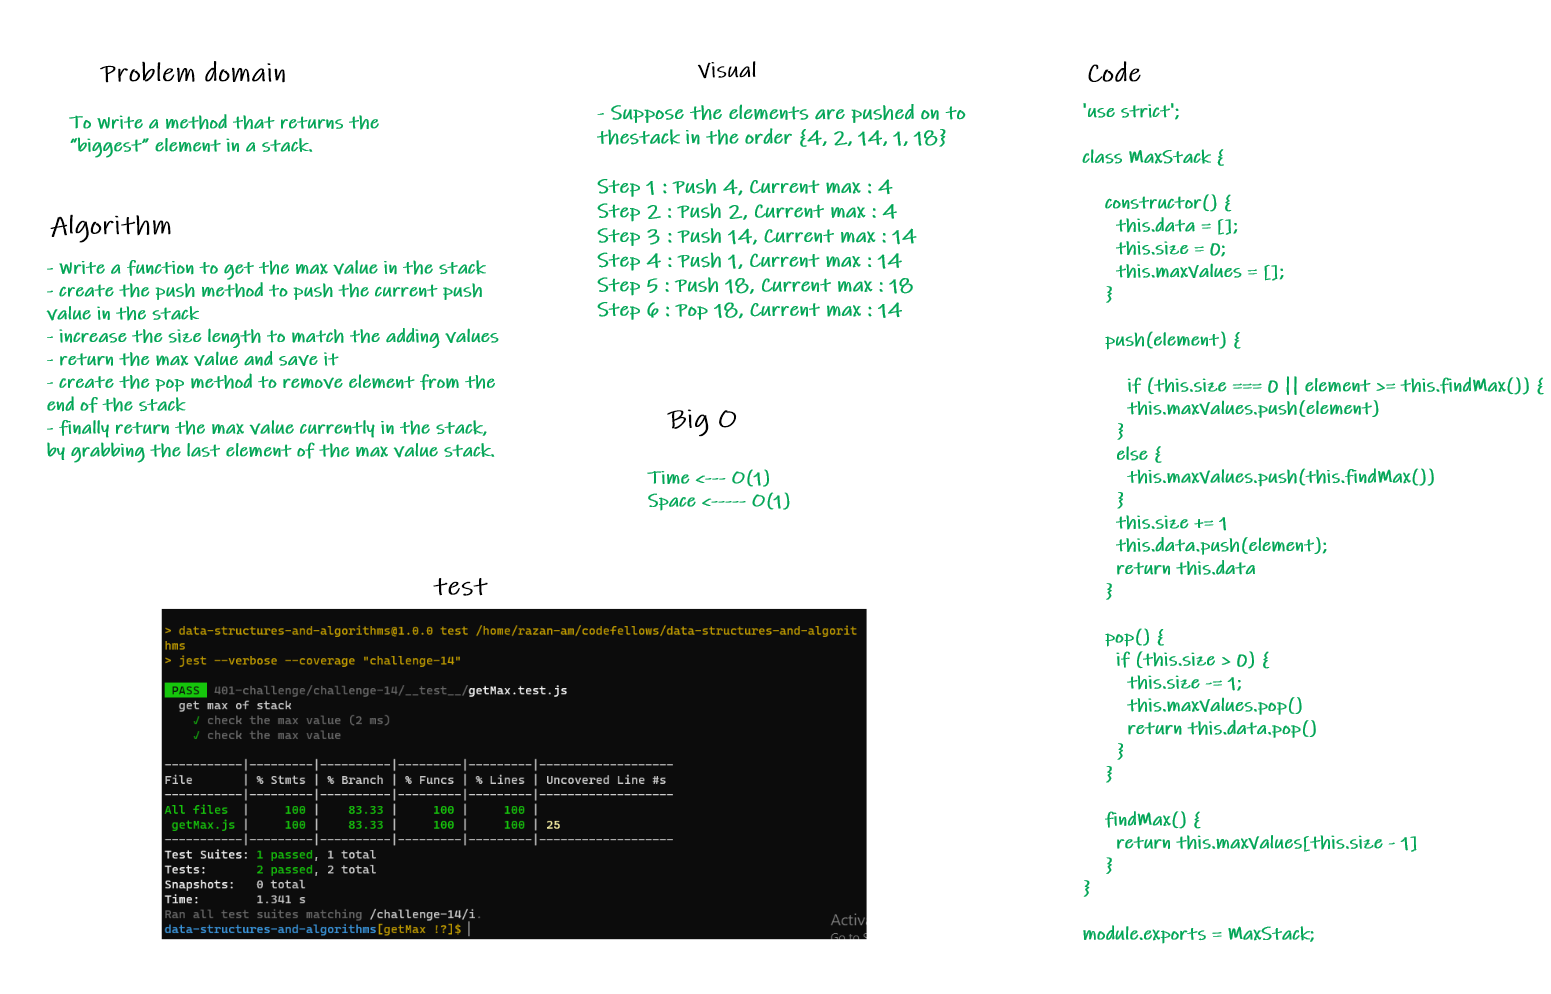 Problem domain
To write a method that returns the
"biggest" element in a stack.
Algorithm
- write a function to get the max value in the stack
- create the push method to push the current push
value in the stack
- increase the size length to match the adding values
- return the max value and save it
- create the pop method to remove element from the
end of the stack
- finally return the max value currently in the stack,
by grabbing the last element of the max value stack.
Visual
- Suppose the elements are pushed on to
thestack in the order {4, 2, 14, 1, 18}
Step 1 : Push 4, Current max : 4
Step 2 : Push 2, Current max : 4
Step 3 : Push 14, Current max : 14
Step 4 : Push 1, Current max : 14
Step 5 : Push 18, Current max : 18
Step 6 : Pop 18, Current max : 14
Big O
Time <--- O(1)
Space <----- O(1)
test
> data-structures-and-algorithms@1.0.0 test /home/razan-am/codefellows/data-structures-and-algorit
hms
> jest --verbose --coverage "challenge-14"
PASS 401-challenge/challenge-14/__test__/getMax.test.js
get max of stack
✓ check the max value (2 ms)
✓ check the max value
-----------|---------|----------|---------|---------|-------------------
File | % Stmts | % Branch | % Funcs | % Lines | Uncovered Line #s
-----------|---------|----------|---------|---------|-------------------
All files | 100 | 83.33 | 100 | 100 |
getMax.js | 100 | 83.33 | 100 | 100 | 25
-----------|---------|----------|---------|---------|-------------------
Test Suites: 1 passed, 1 total
Tests: 2 passed, 2 total
Snapshots: 0 total
Time: 1.341 s
Ran all test suites matching /challenge-14/i.
data-structures-and-algorithms[getMax !?]$
Code
'use strict';
class MaxStack {
constructor() {
this.data = [];
this.size = 0;
this.maxValues = [];
}
push(element) {
if (this.size === 0 || element >= this.findMax()) {
this.maxValues.push(element)
}
else {
this.maxValues.push(this.findMax())
}
this.size += 1
this.data.push(element);
return this.data
}
pop() {
if (this.size > 0) {
this.size -= 1;
this.maxValues.pop()
return this.data.pop()
}
}
findMax() {
return this.maxValues[this.size - 1]
}
}
module.exports = MaxStack;